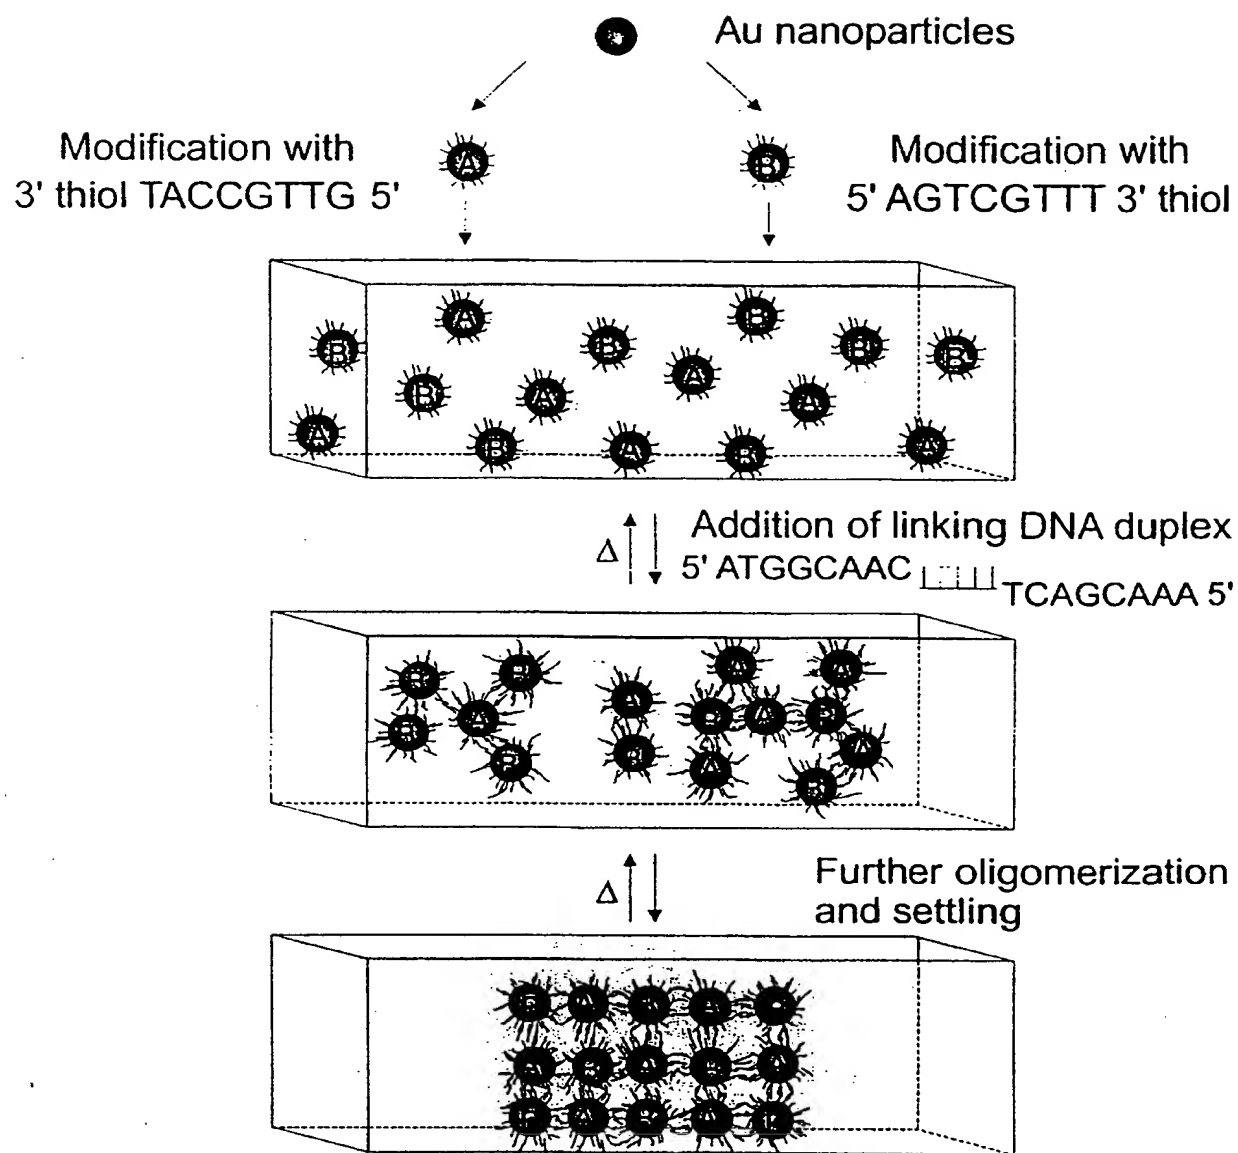 Au nanoparticles
Modification with
3' thiol TACCGTTG 5'
A
B
Modification with
5' AGTCGTTT 3' thiol
A
B
B
B
B
B
A
B
A
A
A
B
A
B
A
Δ
Addition of linking DNA duplex
5' ATGGCAAC
TCAGCAAA 5'
B
B
A
A
A
A
B
B
A
B
A
A
B
Δ
Further oligomerization
and settling
A
A
A
B
A
B
A
A
A